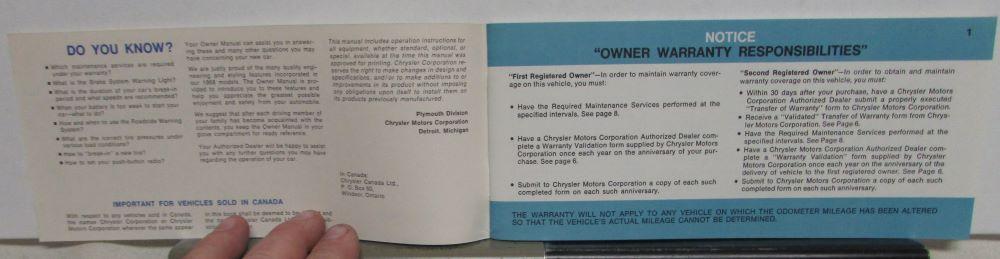 DO YOU KNOW?
■ Which maintenance services are required
under your warranty?
■ What is the Brake System Warning Light?
■ What is the duration of your car's break-in
period and what speeds are recommended?
■ When your battery is too weak to start your
car—what to do?
■ How and when to use the Roadside Warning
System?
■ What are the correct tire pressures under
various load conditions?
■ How to "break-in" a new tire?
■ How to set your push-button radio?
Your Owner Manual can assist you in answer-
ing these and many other questions you may
have concerning your new car.
We are justly proud of the many quality engi-
neering and styling features incorporated in
our 1968 models. The Owner Manual is pro-
vided to introduce you to these features and
help you appreciate the greatest possible
enjoyment and safety from your automobile.
We suggest that after each driving member of
your family has become acquainted with the
contents, you keep the Owner Manual in your
glove compartment for ready reference.
Your Authorized Dealer will be happy to assist
you with any further questions you may have
regarding the operation of your car.
This manual includes operation instructions for
all equipment, whether standard, optional, or
special, available at the time this manual was
approved for printing. Chrysler Corporation re-
serves the right to make changes in design and
specifications, and/or to make additions to or
improvements in its product without imposing
any obligations upon itself to install them on
its products previously manufactured.
Plymouth Division
Chrysler Motors Corporation
Detroit, Michigan
In Canada:
Chrysler Canada Ltd.,
P. O. Box 60,
Windsor, Ontario
IMPORTANT FOR VEHICLES SOLD IN CANADA
With respect to any vehicles sold in Canada,
the names Chrysler Corporation or Chrysler
Motors Corporation wherever the same appear
in this book shall be deemed to be and
the Chrysler Canada
1
NOTICE
"OWNER WARRANTY RESPONSIBILITIES"
"First Registered Owner"—In order to maintain warranty cover-
age on this vehicle, you must:
• Have the Required Maintenance Services performed at the
specified intervals. See page 8.
• Have a Chrysler Motors Corporation Authorized Dealer com-
plete a Warranty Validation form supplied by Chrysler Motors
Corporation once each year on the anniversary of your pur-
chase. See page 6.
• Submit to Chrysler Motors Corporation a copy of each such
completed form on each such anniversary.
"Second Registered Owner"—In order to obtain and maintain
warranty coverage on this vehicle, you must:
• Within 30 days after your purchase, have a Chrysler Motors
Corporation Authorized Dealer submit a properly executed
"Transfer of Warranty" form to Chrysler Motors Corporation.
• Receive a "Validated" Transfer of Warranty form from Chrys-
ler Motors Corporation. See Page 6.
• Have the Required Maintenance Services performed at the
specified intervals. See Page 8.
• Have a Chrysler Motors Corporation Authorized Dealer com-
plete a "Warranty Validation" form supplied by Chrysler
Motors Corporation once each year on the anniversary of the
delivery of vehicle to the first registered owner. See Page 6.
• Submit to Chrysler Motors Corporation a copy of each such
completed form on each such anniversary.
THE WARRANTY WILL NOT APPLY TO ANY VEHICLE ON WHICH THE ODOMETER MILEAGE HAS BEEN ALTERED
SO THAT THE VEHICLE'S ACTUAL MILEAGE CANNOT BE DETERMINED.